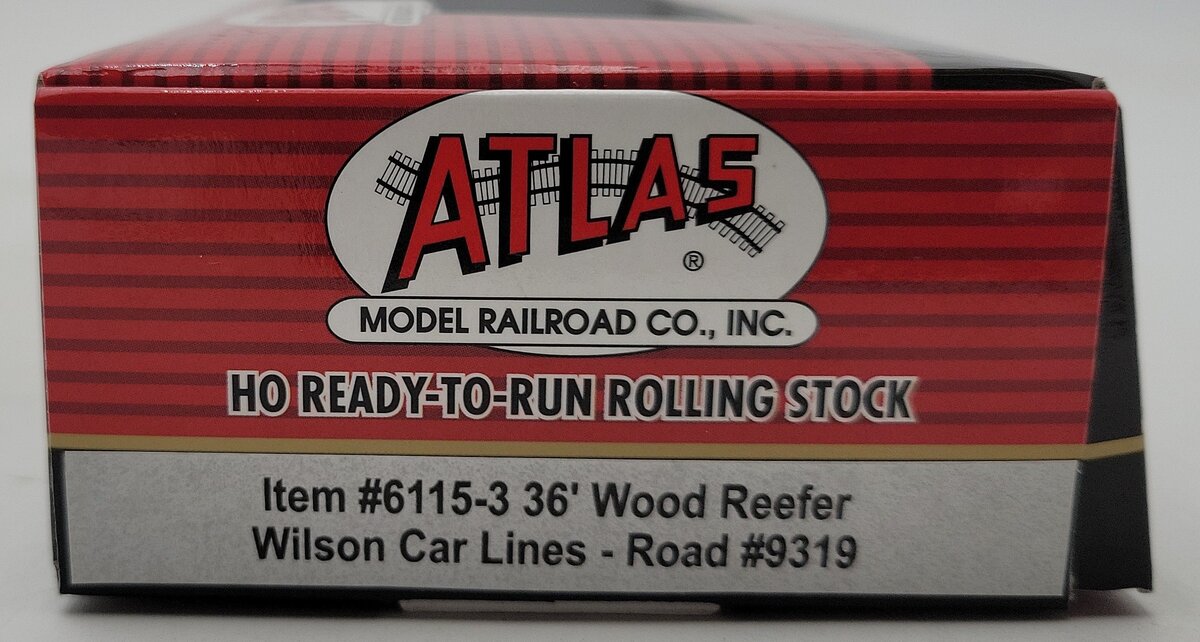 ATLAS
®
MODEL RAILROAD CO., INC.
HO READY-TO-RUN ROLLING STOCK
Item #6115-3 36' Wood Reefer
Wilson Car Lines - Road #9319